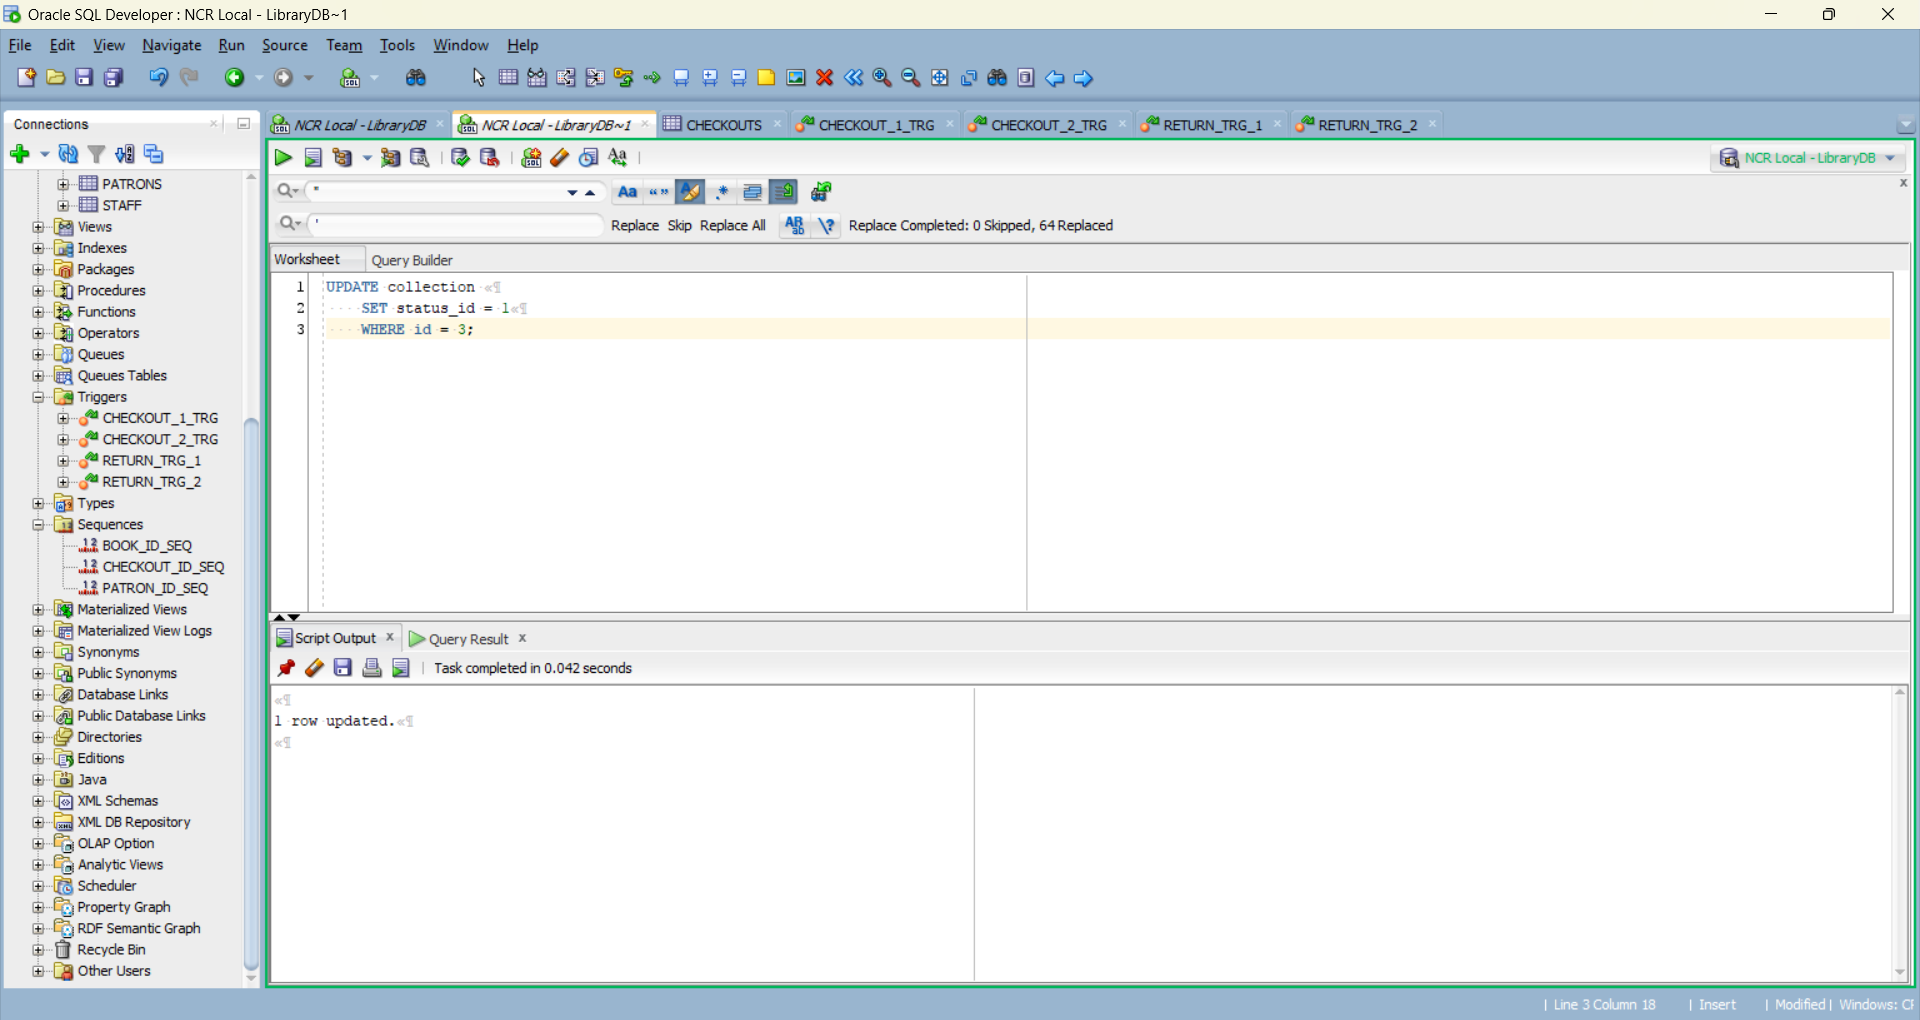 Oracle SQL Developer : NCR Local - LibraryDB~1
File Edit View Navigate Run Source Team Tools Window Help
Connections
PATRONS
STAFF
Views
Indexes
Packages
Procedures
Functions
Operators
Queues
Queues Tables
Triggers
CHECKOUT_1_TRG
CHECKOUT_2_TRG
RETURN_TRG_1
RETURN_TRG_2
Types
Sequences
BOOK_ID_SEQ
CHECKOUT_ID_SEQ
PATRON_ID_SEQ
Materialized Views
Materialized View Logs
Synonyms
Public Synonyms
Database Links
Public Database Links
Directories
Editions
Java
XML Schemas
XML DB Repository
OLAP Option
Analytic Views
Scheduler
Property Graph
RDF Semantic Graph
Recycle Bin
Other Users
NCR Local - LibraryDB NCR Local - LibraryDB~1 CHECKOUTS CHECKOUT_1_TRG CHECKOUT_2_TRG RETURN_TRG_1 RETURN_TRG_2
NCR Local - LibraryDB
"
'
Replace Skip Replace All Replace Completed: 0 Skipped, 64 Replaced
Worksheet Query Builder
1 UPDATE collection
2 SET status_id = 1
3 WHERE id = 3;
Script Output x Query Result x
Task completed in 0.042 seconds
1 row updated.
| Line 3 Column 18 | Insert | Modified | Windows: C